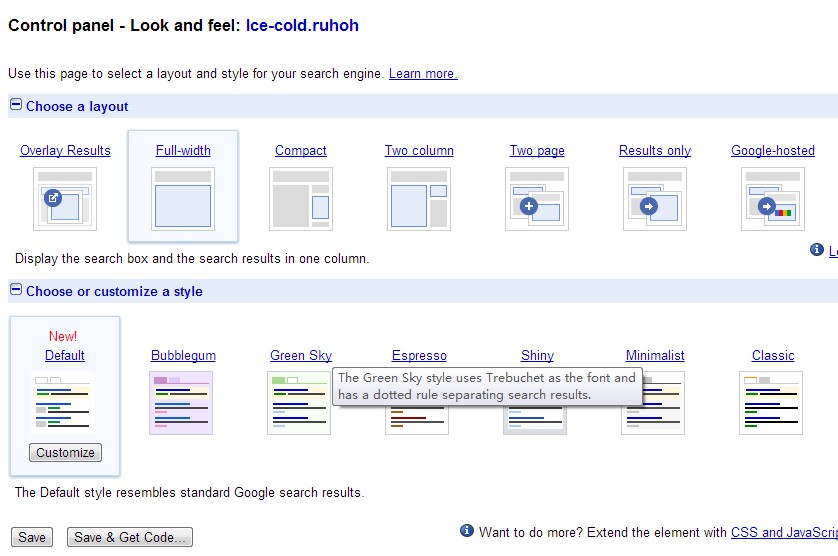 Control panel - Look and feel: Ice-cold.ruhoh
Use this page to select a layout and style for your search engine. Learn more.
Choose a layout
Overlay Results Full-width Compact Two column Two page Results only Google-hosted
Display the search box and the search results in one column.
Choose or customize a style
New!
Default Bubblegum Green Sky Espresso Shiny Minimalist Classic
The Green Sky style uses Trebuchet as the font and
has a dotted rule separating search results.
Customize
The Default style resembles standard Google search results.
Save Save & Get Code... Want to do more? Extend the element with CSS and